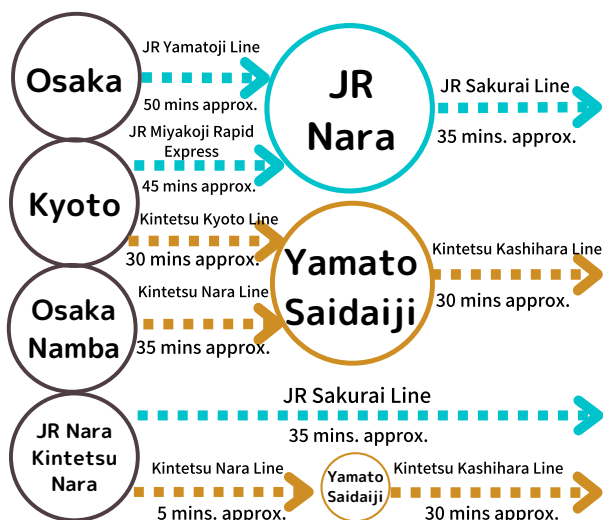 Osaka
JR Yamatoji Line
50 mins approx.
JR
Nara
JR Sakurai Line
35 mins. approx.
JR Miyakoji Rapid
Express
45 mins approx.
Kyoto
Kintetsu Kyoto Line
30 mins approx.
Yamato
Saidaiji
Kintetsu Kashihara Line
30 mins approx.
Osaka
Namba
Kintetsu Nara Line
35 mins approx.
JR Nara
Kintetsu
Nara
JR Sakurai Line
35 mins. approx.
Kintetsu Nara Line
5 mins. approx.
Yamato
Saidaiji
Kintetsu Kashihara Line
30 mins approx.